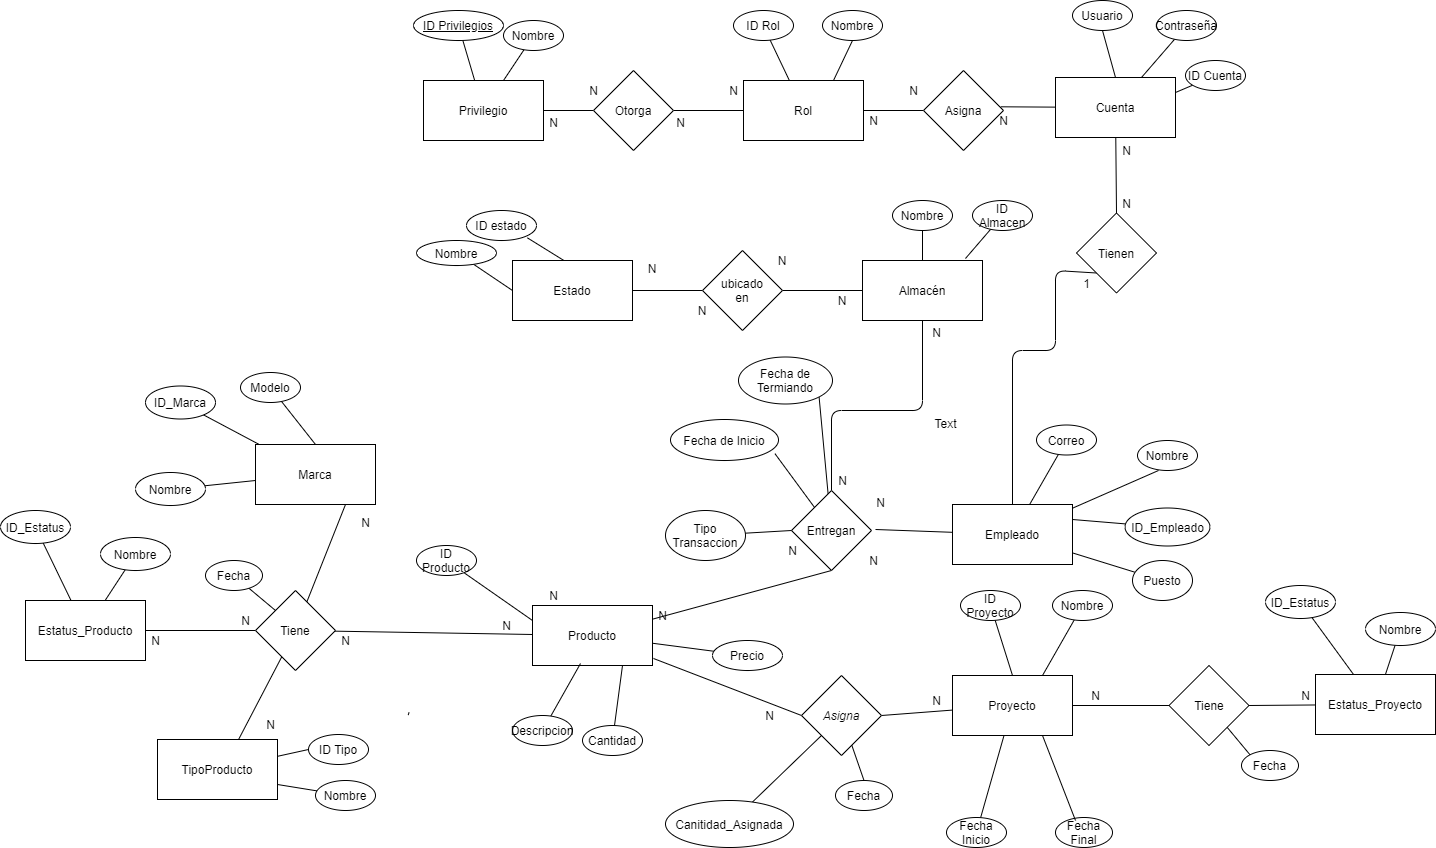 Usuario
ID Privilegios
ID Rol
Nombre
Contraseña
Nombre
ID Cuenta
N
N
N
Privilegio
Otorga
Rol
Asigna
Cuenta
N
N
N
N
N
N
Nombre
ID
Almacen
ID estado
Nombre
Tienen
N
N
ubicado
en
Estado
Almacén
1
N
N
N
Fecha de
Termiando
Modelo
ID_Marca
Text
Fecha de Inicio
Correo
Nombre
Marca
N
Nombre
N
N
ID_Estatus
Tipo
Transaccion
Entregan
Empleado
ID_Empleado
Nombre
N
ID
Producto
N
Fecha
Puesto
N
ID
Proyecto
Nombre
ID_Estatus
N
N
N
Estatus_Producto
Tiene
Producto
Nombre
N
N
Precio
N
N
N
Proyecto
Tiene
Estatus_Proyecto
N
N
Asigna
,
N
Descripcion
Cantidad
ID Tipo
TipoProducto
Fecha
Nombre
Fecha
Canitidad_Asignada
Fecha
Inicio
Fecha
Final